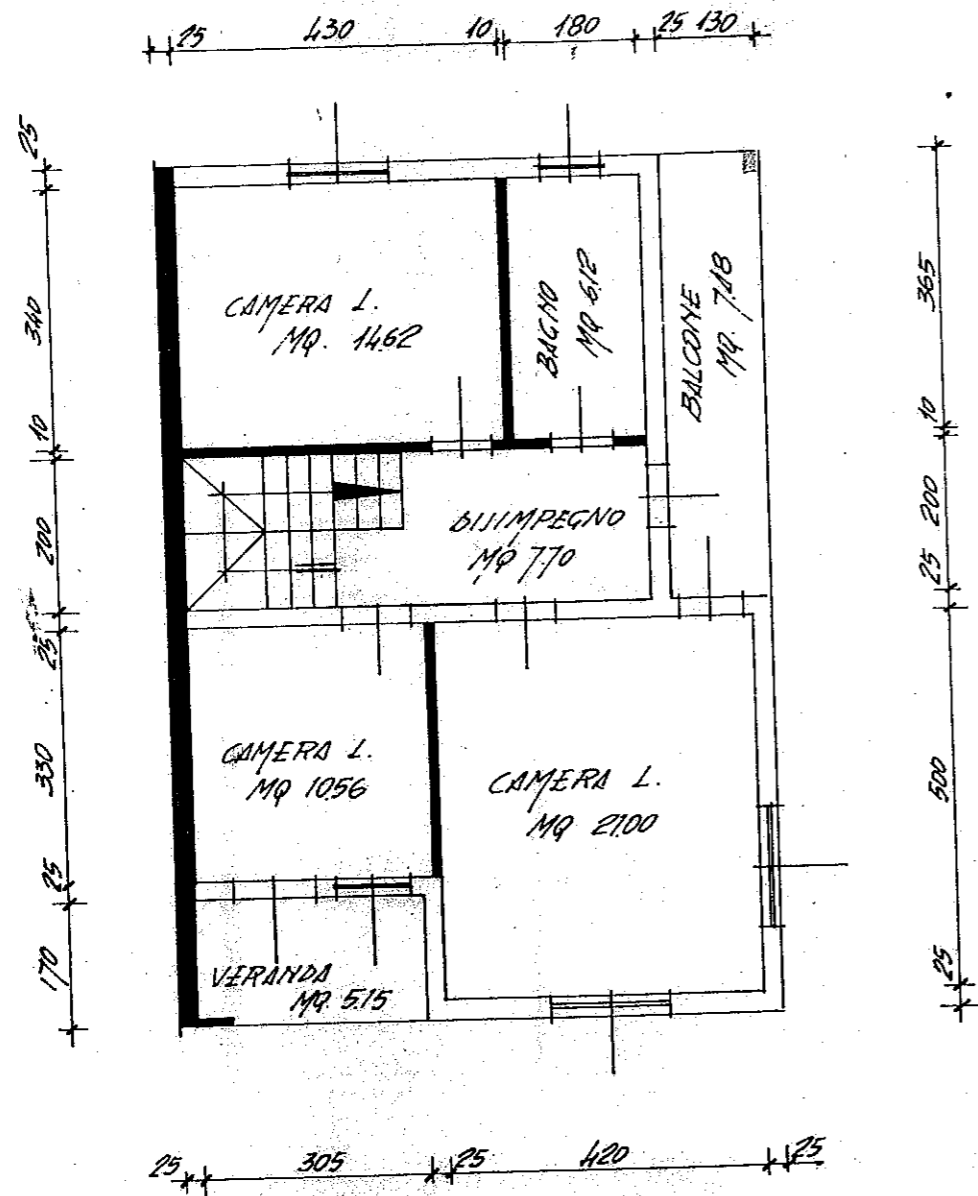 25 430 10 180 25 130
25
340
10
200
25
330
25
170
365
10
200
25
500
25
CAMERA L.
MQ. 14.62
BAGNO
MQ 6.12
BALCONE
MQ. 7.18
DISIMPEGNO
MQ 7.70
CAMERA L.
MQ 10.56
CAMERA L.
MQ 21.00
VERANDA
MQ. 5.15
25 305 25 420 25